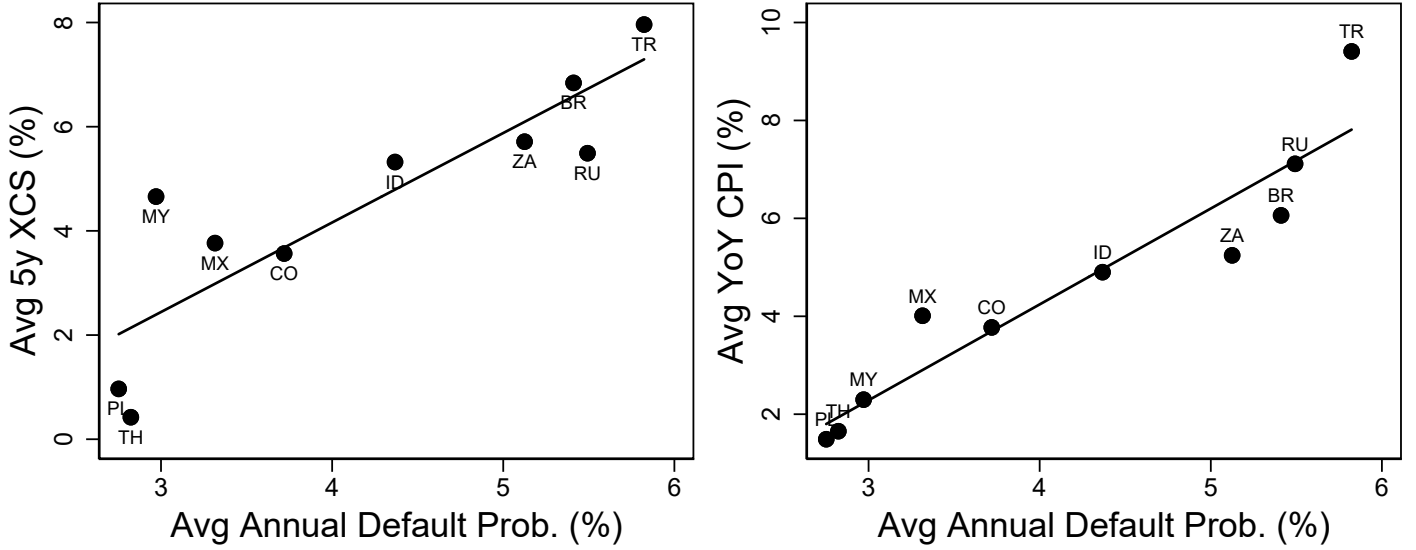 Avg 5y XCS (%)
8
6
4
2
0
TR
BR
ID
ZA
RU
MY
MX
CO
PL
TH
3
4
5
6
Avg Annual Default Prob. (%)
Avg YoY CPI (%)
10
8
6
4
2
TR
RU
BR
ZA
ID
MX
CO
MY
TH
PL
3
4
5
6
Avg Annual Default Prob. (%)